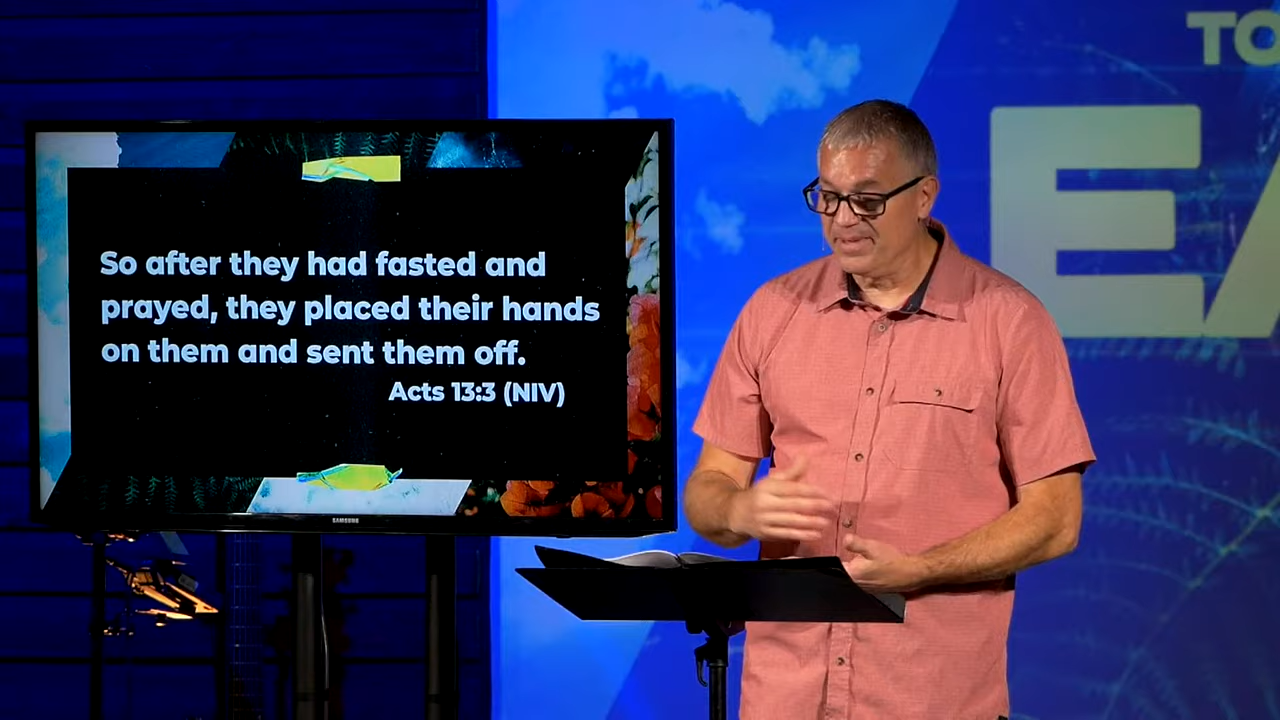 So after they had fasted and
prayed, they placed their hands
on them and sent them off.
Acts 13:3 (NIV)
SAMSUNG